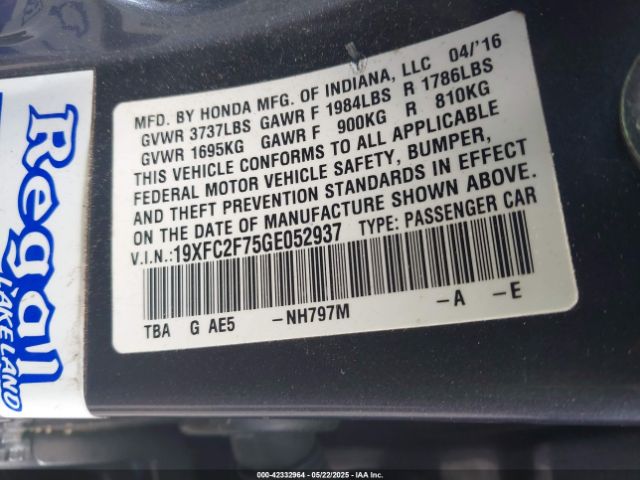 MFD. BY HONDA MFG. OF INDIANA, LLC 04/'16
GVWR 3737LBS GAWR F 1984LBS R 1786LBS
GVWR 1695KG GAWR F 900KG R 810KG
THIS VEHICLE CONFORMS TO ALL APPLICABLE
FEDERAL MOTOR VEHICLE SAFETY, BUMPER,
AND THEFT PREVENTION STANDARDS IN EFFECT
ON THE DATE OF MANUFACTURE SHOWN ABOVE.
V.I.N.: 19XFC2F75GE052937 TYPE: PASSENGER CAR
TBA G AE5 -NH797M -A -E
Regal
LAKELAND
000-42332964 - 05/22/2025 - IAAI, Inc.